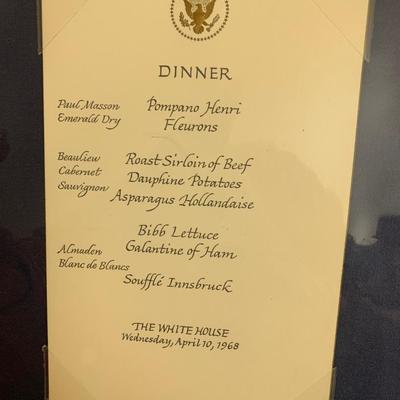 DINNER
Paul Masson
Emerald Dry
Pompano Henri
Fleurons
Beaulieu
Cabernet
Sauvignon
Roast Sirloin of Beef
Dauphine Potatoes
Asparagus Hollandaise
Bibb Lettuce
Galantine of Ham
Almaden
Blanc de Blancs
Soufflé Innsbruck
THE WHITE HOUSE
Wednesday, April 10, 1968